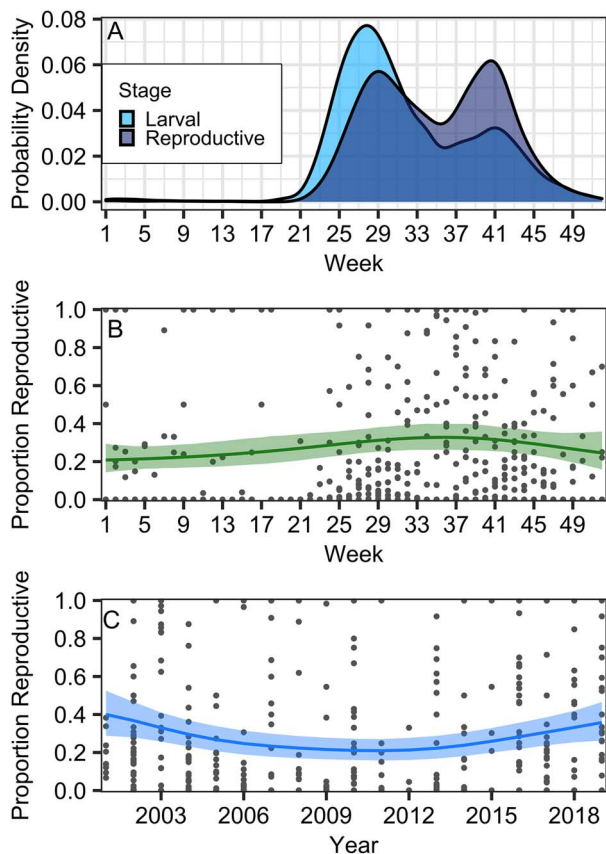 A
Probability Density
0.08
0.06
0.04
0.02
0.00
Stage
Larval
Reproductive
1 5 9 13 17 21 25 29 33 37 41 45 49
Week
B
Proportion Reproductive
1.0
0.8
0.6
0.4
0.2
0.0
1 5 9 13 17 21 25 29 33 37 41 45 49
Week
C
Proportion Reproductive
1.0
0.8
0.6
0.4
0.2
0.0
2003 2006 2009 2012 2015 2018
Year